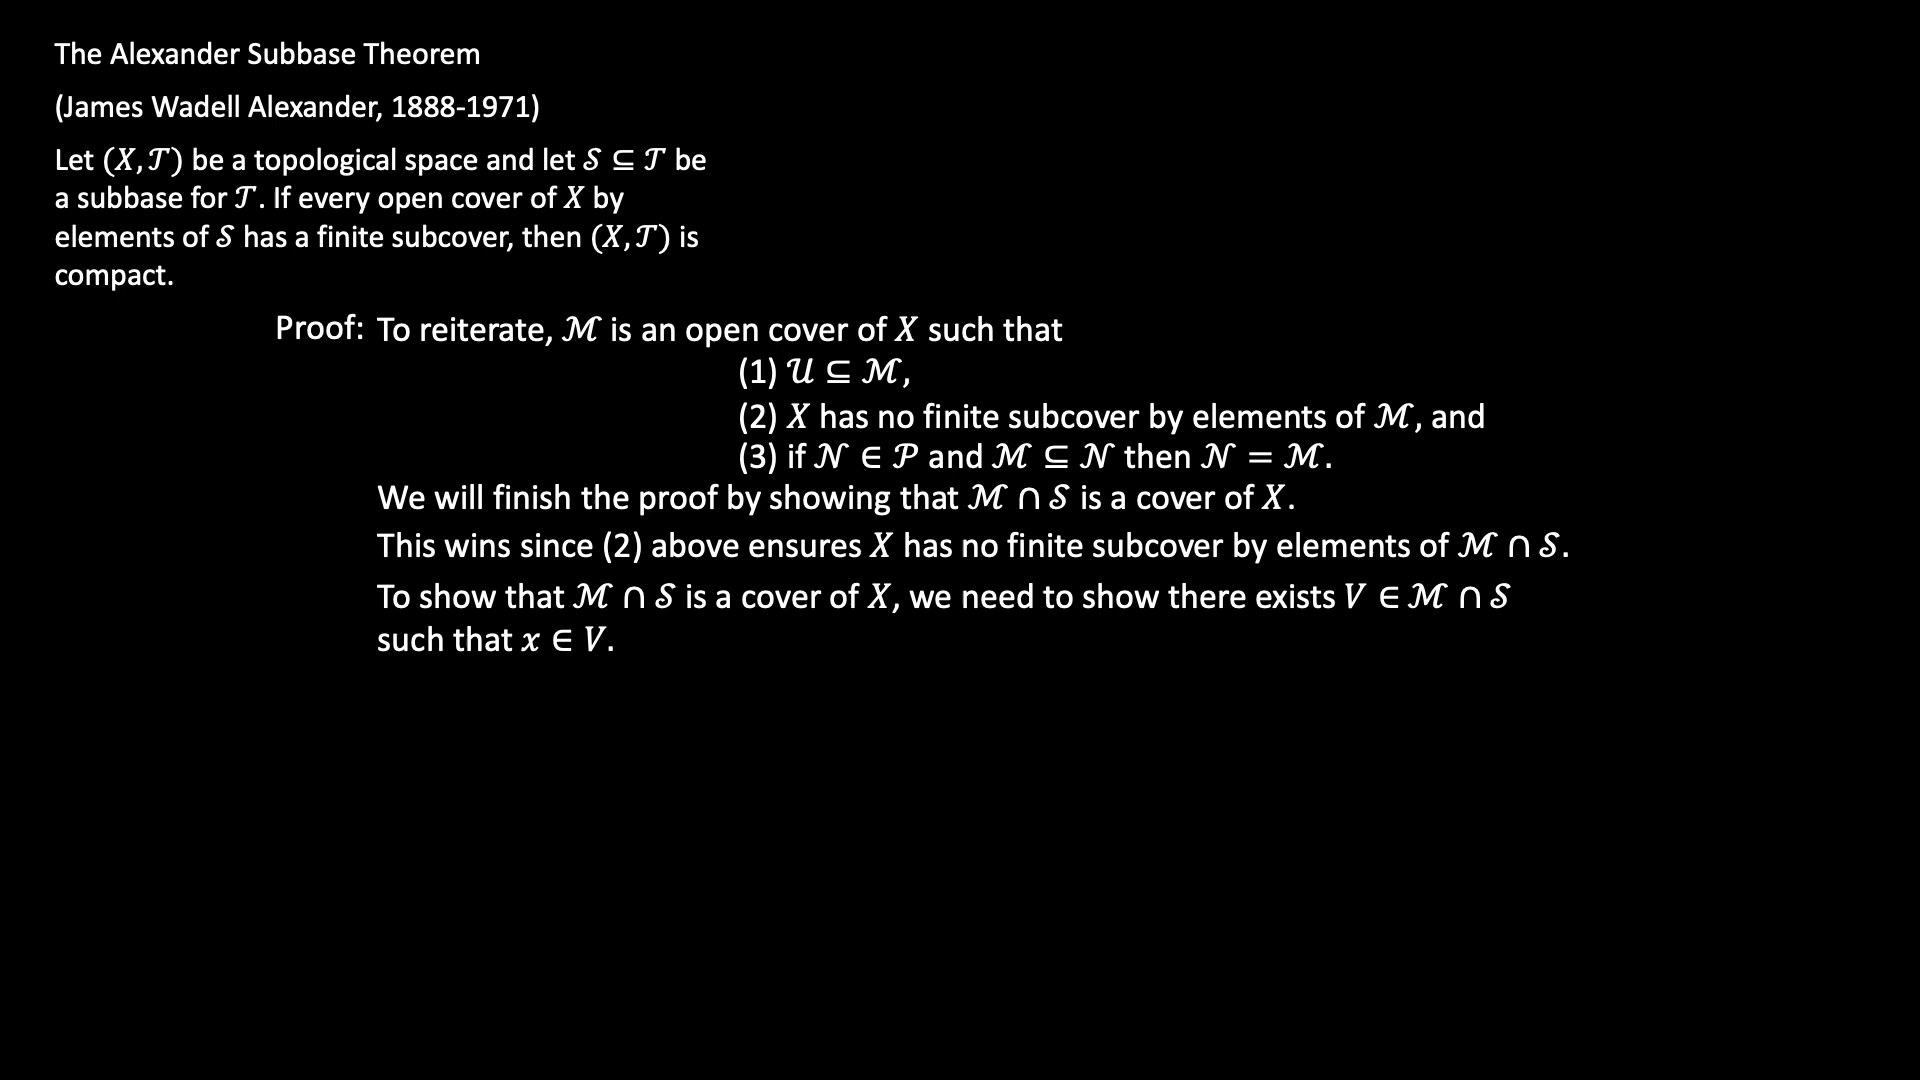 The Alexander Subbase Theorem
(James Wadell Alexander, 1888-1971)
Let (𝑋, 𝒯) be a topological space and let 𝒮 ⊆ 𝒯 be
a subbase for 𝒯. If every open cover of 𝑋 by
elements of 𝒮 has a finite subcover, then (𝑋, 𝒯) is
compact.
Proof: To reiterate, ℳ is an open cover of 𝑋 such that
(1) 𝒰 ⊆ ℳ,
(2) 𝑋 has no finite subcover by elements of ℳ, and
(3) if 𝒩 ∈ 𝒫 and ℳ ⊆ 𝒩 then 𝒩 = ℳ.
We will finish the proof by showing that ℳ ∩ 𝒮 is a cover of 𝑋.
This wins since (2) above ensures 𝑋 has no finite subcover by elements of ℳ ∩ 𝒮.
To show that ℳ ∩ 𝒮 is a cover of 𝑋, we need to show there exists 𝑉 ∈ ℳ ∩ 𝒮
such that 𝑥 ∈ 𝑉.